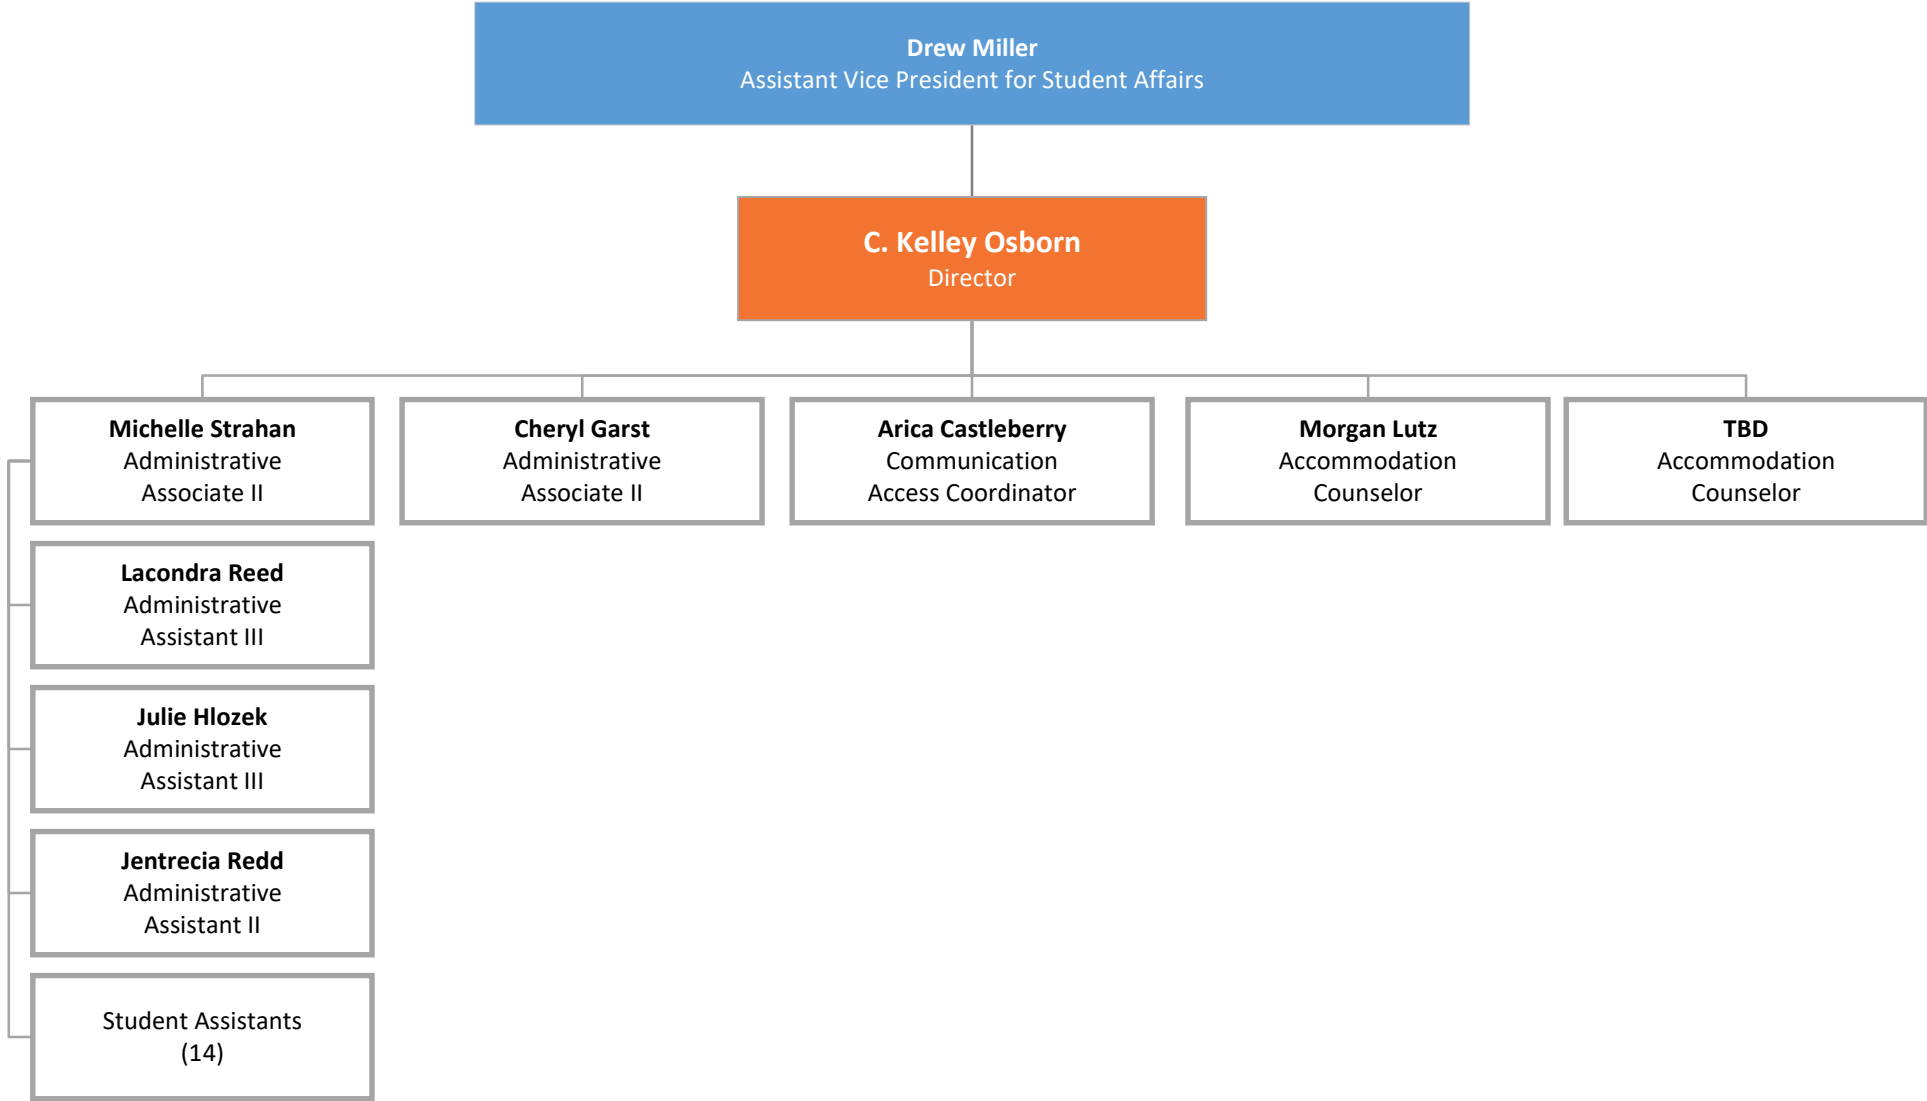 Drew Miller
Assistant Vice President for Student Affairs
C. Kelley Osborn
Director
Michelle Strahan
Administrative
Associate II
Cheryl Garst
Administrative
Associate II
Arica Castleberry
Communication
Access Coordinator
Morgan Lutz
Accommodation
Counselor
TBD
Accommodation
Counselor
Lacondra Reed
Administrative
Assistant III
Julie Hlozek
Administrative
Assistant III
Jentrecia Redd
Administrative
Assistant II
Student Assistants
(14)